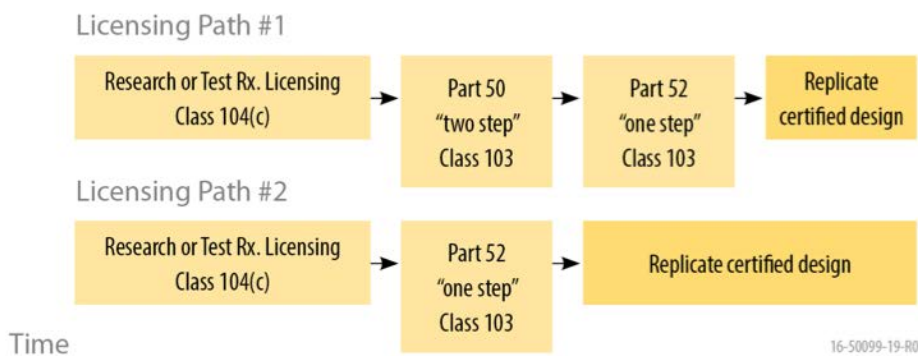 Licensing Path #1
Research or Test Rx. Licensing
Class 104(c)
Part 50
“two step”
Class 103
Part 52
“one step”
Class 103
Replicate
certified design
Licensing Path #2
Research or Test Rx. Licensing
Class 104(c)
Part 52
“one step”
Class 103
Replicate certified design
Time
16-50099-19-R0